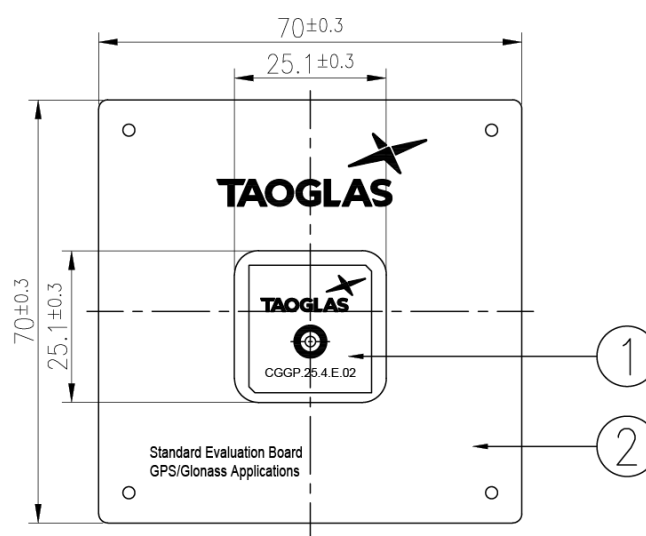 70±0.3
25.1±0.3
TAOGLAS
70±0.3
25.1±0.3
TAOGLAS
CGGP.25.4.E.02
1
2
Standard Evaluation Board
GPS/Glonass Applications